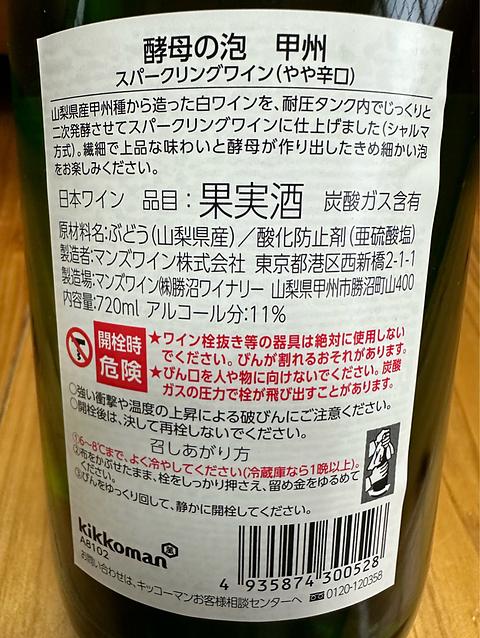 酵母の泡　甲州
スパークリングワイン(やや辛口)
山梨県産甲州種から造った白ワインを、耐圧タンク内でじっくりと
二次発酵させてスパークリングワインに仕上げました(シャルマ
方式)。繊細で上品な味わいと酵母が作り出したきめ細かい泡
をお楽しみください。
日本ワイン　品目：果実酒　炭酸ガス含有
原材料名:ぶどう(山梨県産)／酸化防止剤(亜硫酸塩)
製造者:マンズワイン株式会社 東京都港区西新橋2-1-1
製造場:マンズワイン㈱勝沼ワイナリー 山梨県甲州市勝沼町山400
内容量:720ml アルコール分:11%
開栓時
危険
★ワイン栓抜き等の器具は絶対に使用しない
でください。びんが割れるおそれがあります。
★びん口を人や物に向けないでください。炭酸
ガスの圧力で栓が飛び出すことがあります。
○強い衝撃や温度の上昇による破びんにご注意ください。
○開栓後は、決して再栓しないでください。
召しあがり方
①6〜8℃まで、よく冷やしてください(冷蔵庫なら1晩以上)。
②布をかぶせたまま、栓をしっかり押さえ、留め金をゆるめて
ください。
③びんをゆっくり回して、静かに開栓してください。
kikkoman
A8102
4 935874 300528
お問い合わせは、キッコーマンお客様相談センターへ 0120-120358